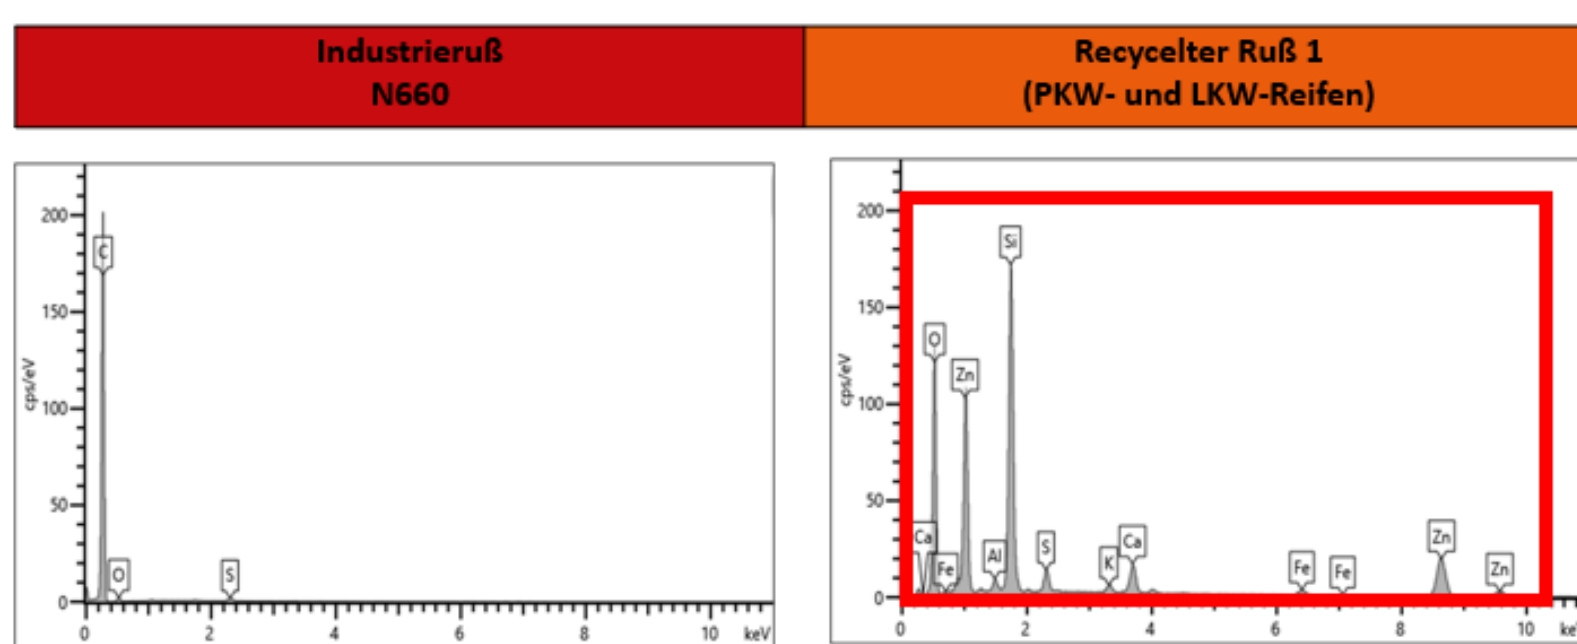 Industrieruß
N660
Recycelter Ruß 1
(PKW- und LKW-Reifen)
200
150
100
50
0
cps/eV
C
O
S
0 2 4 6 8 10 keV
200
150
100
50
0
cps/eV
Si
O
Zn
Ca
Fe
Al
S
K
Ca
Fe
Fe
Zn
Zn
0 2 4 6 8 10